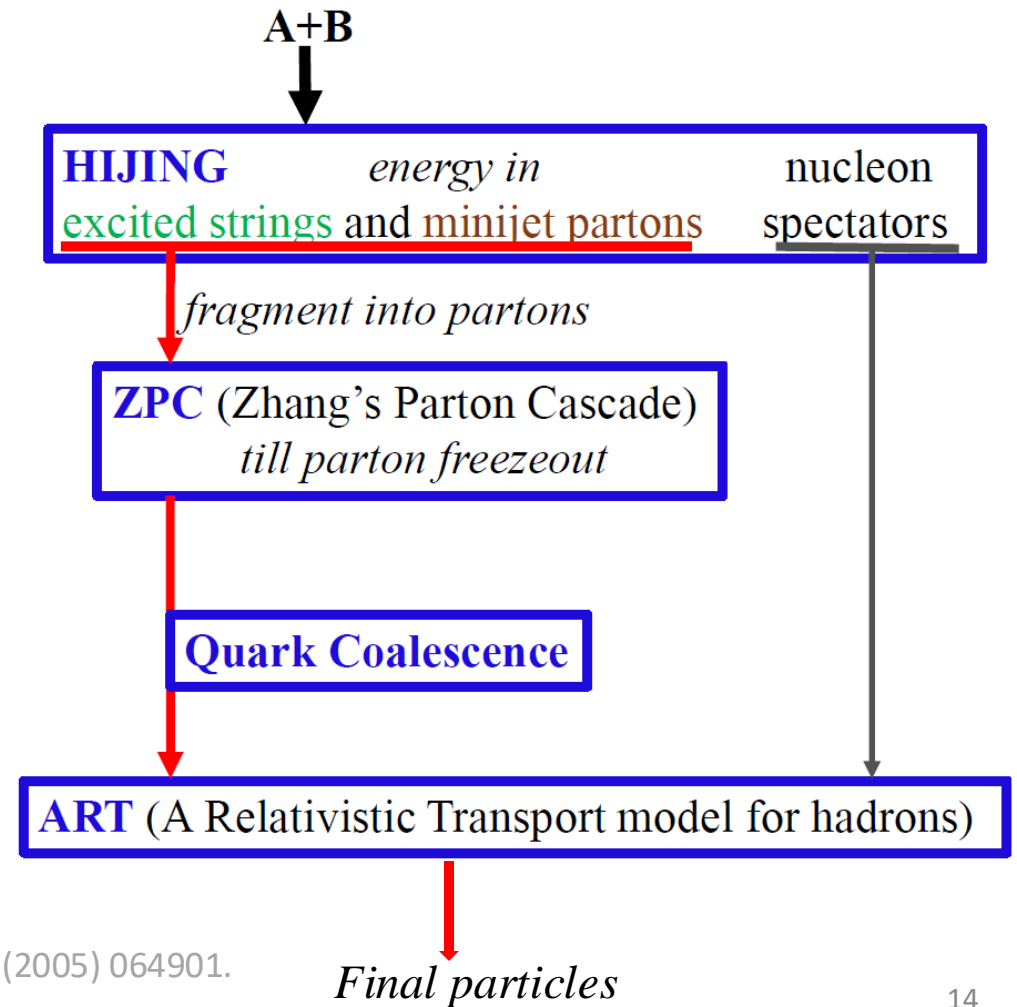 A+B
HIJING energy in nucleon
excited strings and minijet partons spectators
fragment into partons
ZPC (Zhang’s Parton Cascade)
till parton freezeout
Quark Coalescence
ART (A Relativistic Transport model for hadrons)
(2005) 064901.
Final particles
14